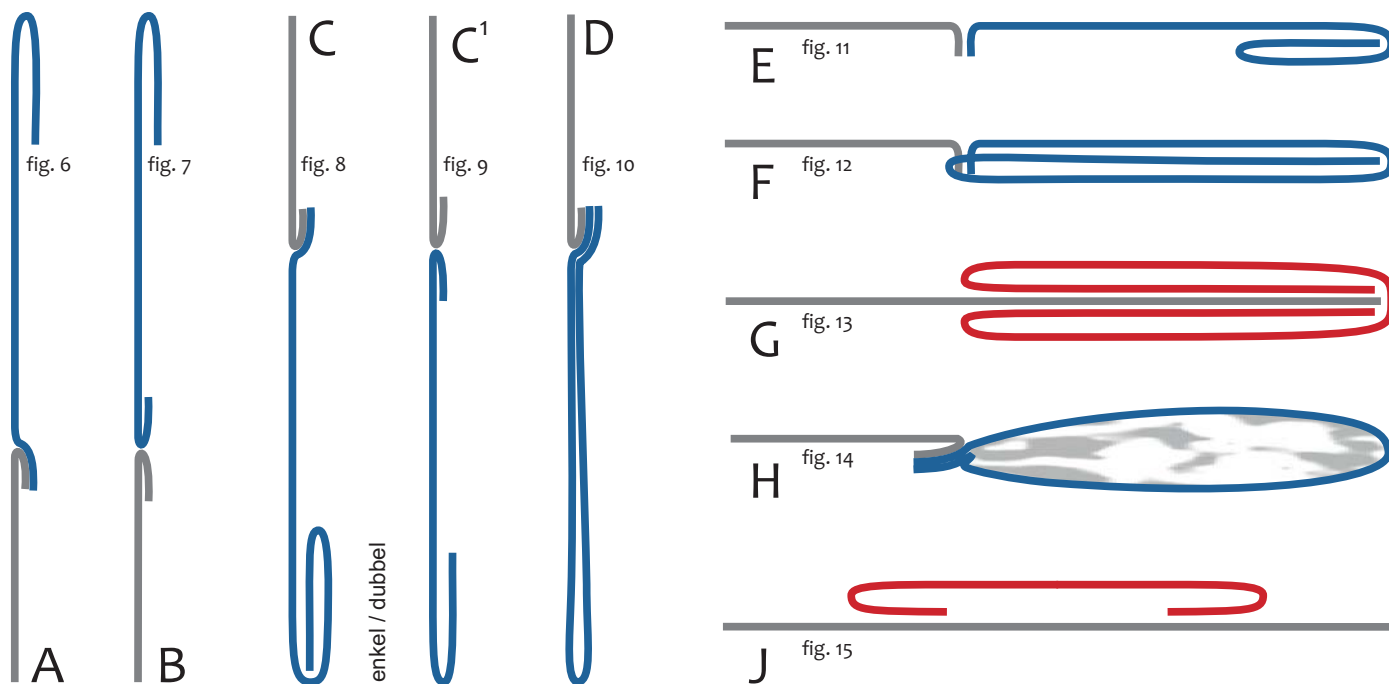 C
C¹
D
fig. 6
fig. 7
fig. 8
fig. 9
fig. 10
A
B
enkel / dubbel
E fig. 11
F fig. 12
G fig. 13
H fig. 14
J fig. 15